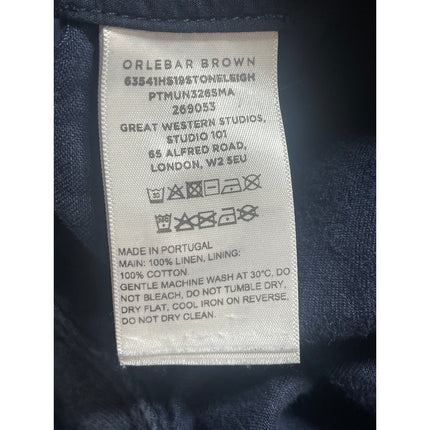 ORLEBAR BROWN
63541HS19STONELEIGH
PTMUN326SMA
269053
GREAT WESTERN STUDIOS,
STUDIO 101
65 ALFRED ROAD,
LONDON, W2 5EU
MADE IN PORTUGAL
MAIN: 100% LINEN, LINING:
100% COTTON.
GENTLE MACHINE WASH AT 30°C, DO
NOT BLEACH, DO NOT TUMBLE DRY,
DRY FLAT, COOL IRON ON REVERSE,
DO NOT DRY CLEAN.